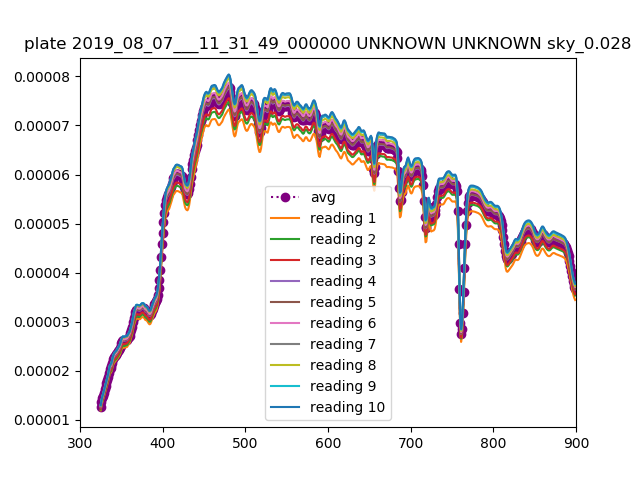 plate 2019_08_07___11_31_49_000000 UNKNOWN UNKNOWN sky_0.028
0.00008
0.00007
0.00006
0.00005
0.00004
0.00003
0.00002
0.00001
avg
reading 1
reading 2
reading 3
reading 4
reading 5
reading 6
reading 7
reading 8
reading 9
reading 10
300 400 500 600 700 800 900